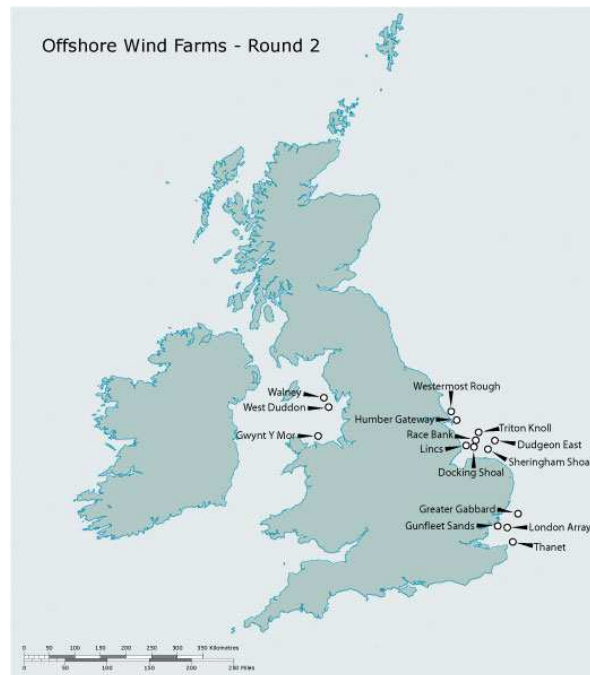 Offshore Wind Farms - Round 2
Westermost Rough
Walney
West Duddon
Humber Gateway
Triton Knoll
Race Bank
Gwynt Y Mor
Dudgeon East
Lincs
Sheringham Shoa
Docking Shoal
Greater Gabbard
Gunfleet Sands
London Array
Thanet
0 50 100 150 200 250 300 350 Kilometres
0 50 100 150 200 250 Miles